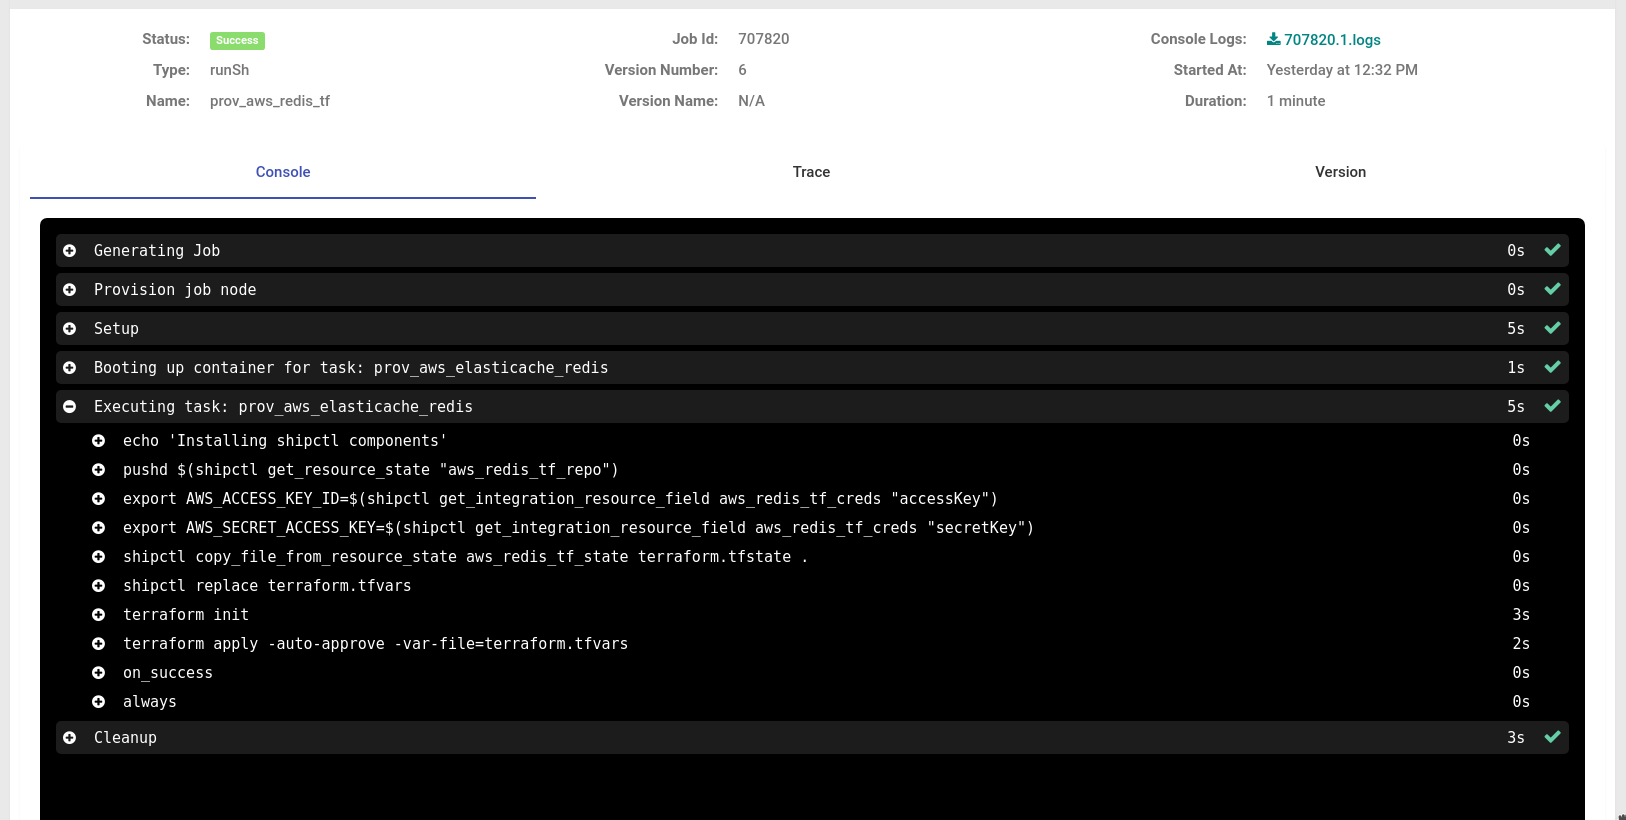 Status: Success Job Id: 707820 Console Logs: 707820.1.logs
Type: runSh Version Number: 6 Started At: Yesterday at 12:32 PM
Name: prov_aws_redis_tf Version Name: N/A Duration: 1 minute
Console Trace Version
Generating Job 0s
Provision job node 0s
Setup 5s
Booting up container for task: prov_aws_elasticache_redis 1s
Executing task: prov_aws_elasticache_redis 5s
echo 'Installing shipctl components' 0s
pushd $(shipctl get_resource_state "aws_redis_tf_repo") 0s
export AWS_ACCESS_KEY_ID=$(shipctl get_integration_resource_field aws_redis_tf_creds "accessKey") 0s
export AWS_SECRET_ACCESS_KEY=$(shipctl get_integration_resource_field aws_redis_tf_creds "secretKey") 0s
shipctl copy_file_from_resource_state aws_redis_tf_state terraform.tfstate . 0s
shipctl replace terraform.tfvars 0s
terraform init 3s
terraform apply -auto-approve -var-file=terraform.tfvars 2s
on_success 0s
always 0s
Cleanup 3s